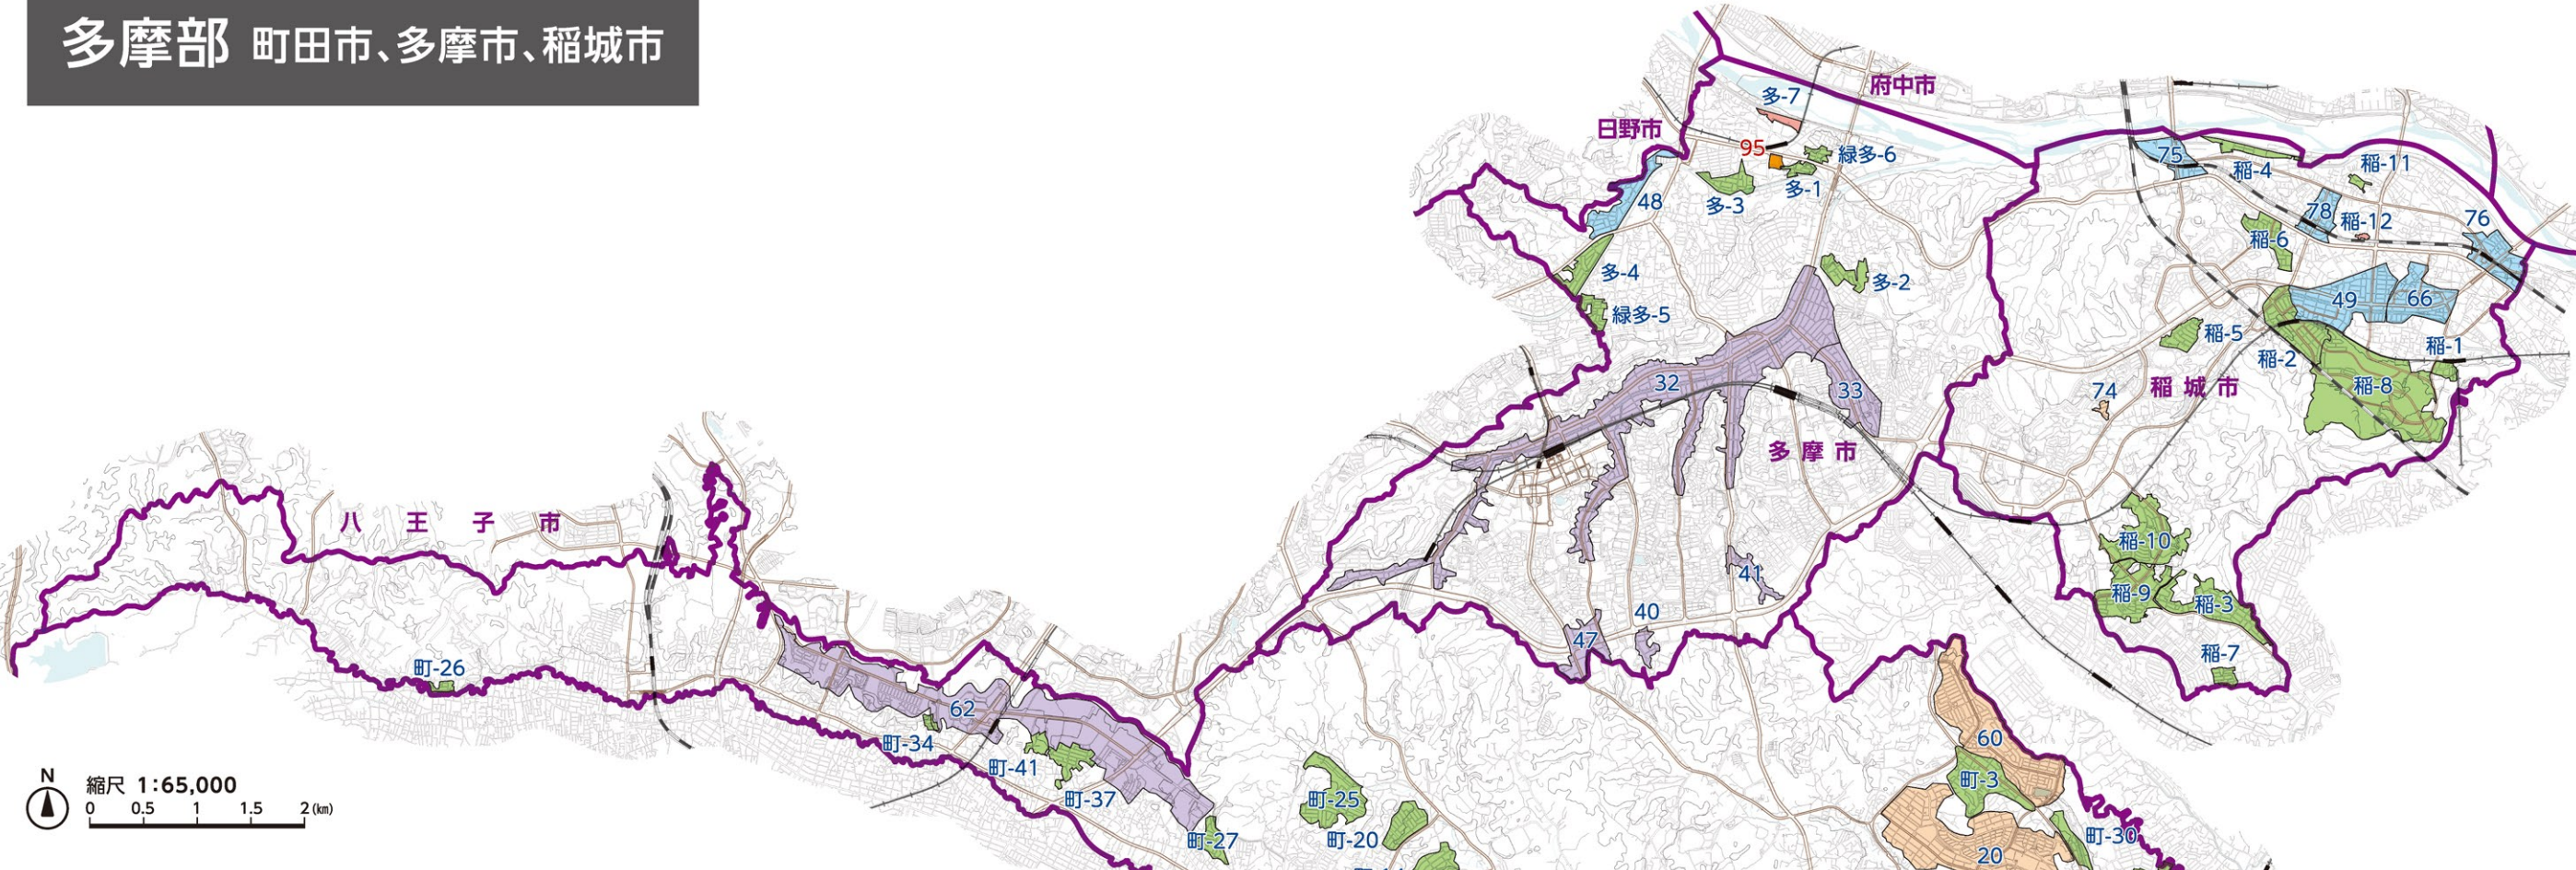 多摩部 町田市、多摩市、稲城市
府中市
多-7
日野市
95
緑多-6
75
稲-4
稲-11
多-1
48
多-3
78
稲-12
76
稲-6
多-4
多-2
緑多-5
49
66
稲-5
稲-1
稲-2
32
33
74
稲城市
稲-8
多摩市
八王子市
稲-10
41
稲-9
稲-3
40
47
稲-7
町-26
62
町-34
60
町-41
町-3
町-37
町-25
町-27
町-20
町-30
20
N
縮尺 1:65,000
0 0.5 1 1.5 2(km)